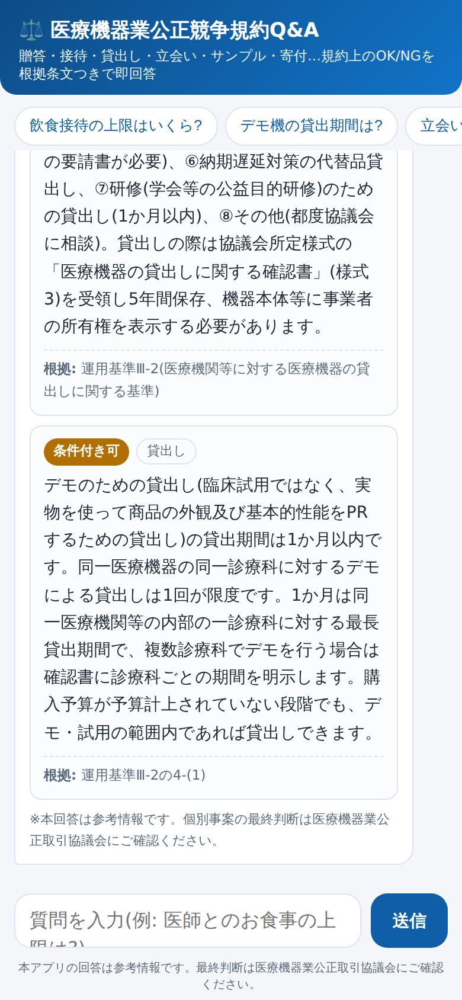 ⚖️ 医療機器業公正競争規約Q&A
贈答・接待・貸出し・立会い・サンプル・寄付…規約上のOK/NGを
根拠条文つきで即回答
飲食接待の上限はいくら?
デモ機の貸出期間は?
立会い
の要請書が必要)、⑥納期遅延対策の代替品貸
出し、⑦研修(学会等の公益目的研修)のため
の貸出し(1か月以内)、⑧その他(都度協議会
に相談)。貸出しの際は協議会所定様式の
「医療機器の貸出しに関する確認書」(様式
3)を受領し5年間保存、機器本体等に事業者
の所有権を表示する必要があります。
根拠: 運用基準Ⅲ-2(医療機関等に対する医療機器の貸
出しに関する基準)
条件付き可
貸出し
デモのための貸出し(臨床試用ではなく、実
物を使って商品の外観及び基本的性能をPR
するための貸出し)の貸出期間は1か月以内で
す。同一医療機器の同一診療科に対するデモ
による貸出しは1回が限度です。1か月は同
一医療機関等の内部の一診療科に対する最長
貸出期間で、複数診療科でデモを行う場合は
確認書に診療科ごとの期間を明示します。購
入予算が予算計上されていない段階でも、デ
モ・試用の範囲内であれば貸出しできます。
根拠: 運用基準Ⅲ-2の4-(1)
※本回答は参考情報です。個別事案の最終判断は医療機器業公
正取引協議会にご確認ください。
質問を入力(例: 医師とのお食事の上
限は?)
送信
本アプリの回答は参考情報です。最終判断は医療機器業公正取引協議会にご確認
ください。